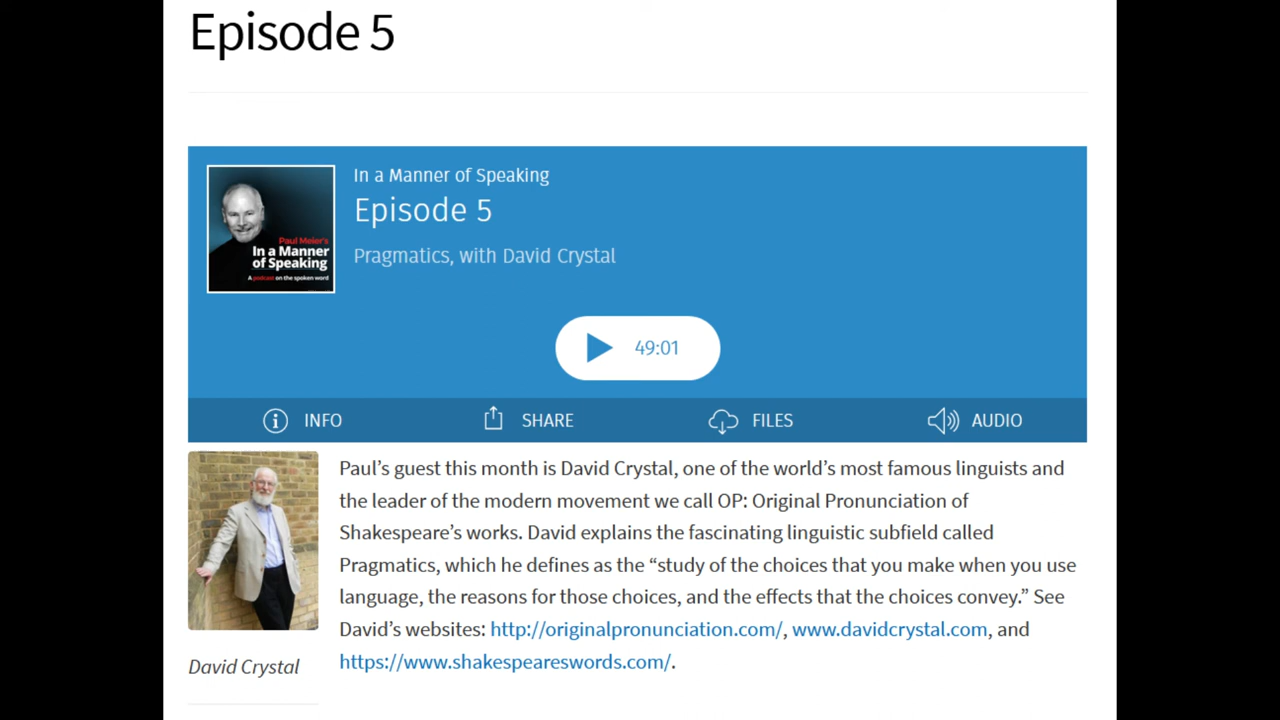 Episode 5
In a Manner of Speaking
Episode 5
Pragmatics, with David Crystal
Paul Meier's
In a Manner
of Speaking
A podcast on the spoken word
49:01
INFO
SHARE
FILES
AUDIO
Paul’s guest this month is David Crystal, one of the world’s most famous linguists and
the leader of the modern movement we call OP: Original Pronunciation of
Shakespeare’s works. David explains the fascinating linguistic subfield called
Pragmatics, which he defines as the “study of the choices that you make when you use
language, the reasons for those choices, and the effects that the choices convey.” See
David’s websites: http://originalpronunciation.com/, www.davidcrystal.com, and
https://www.shakespeareswords.com/.
David Crystal